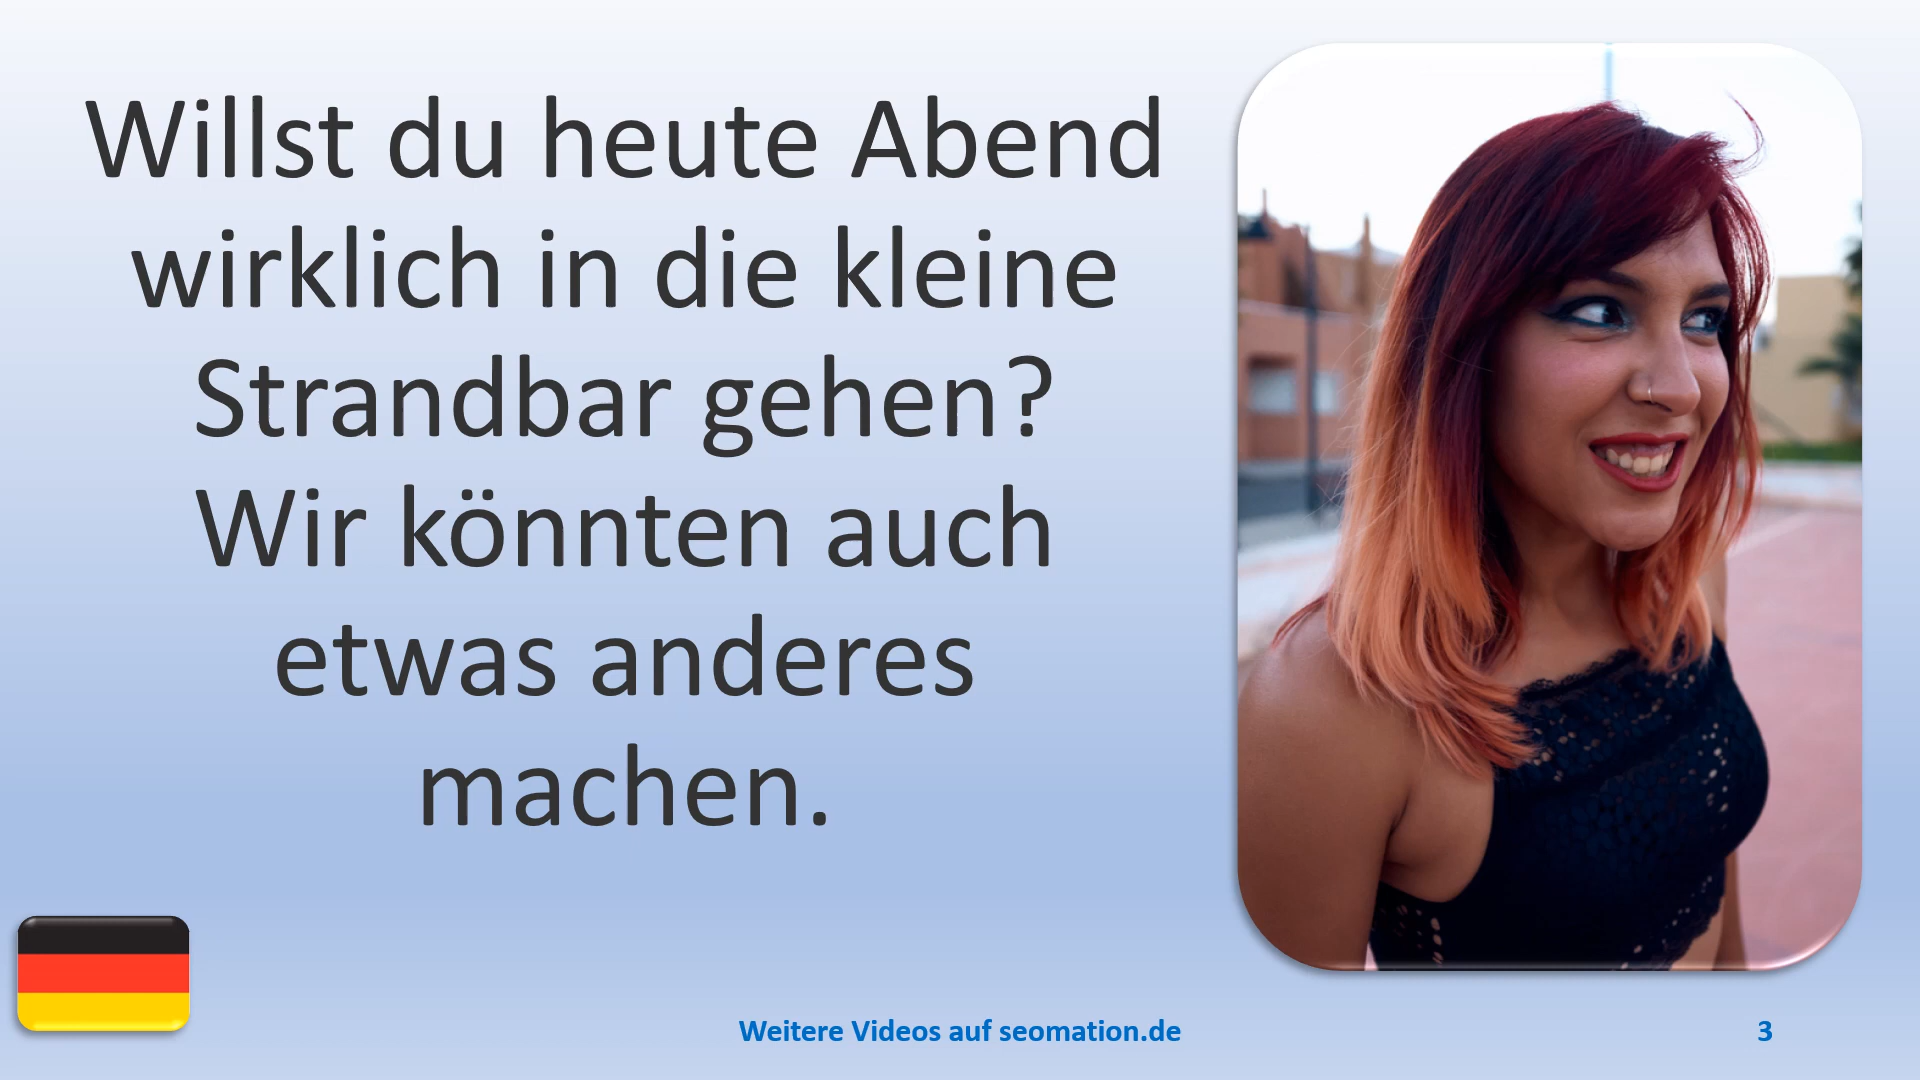 Willst du heute Abend
wirklich in die kleine
Strandbar gehen?
Wir könnten auch
etwas anderes
machen.
Weitere Videos auf seomation.de
3